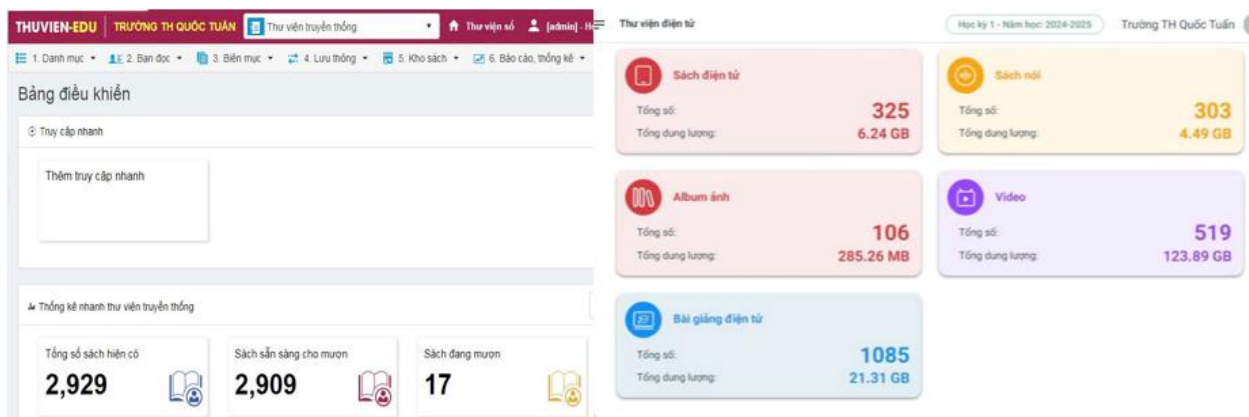 THUVIEN-EDU TRƯỜNG TH QUỐC TUẤN Thư viện truyền thống Thư viện số [admin] - H
1. Danh mục 2. Bạn đọc 3. Biên mục 4. Lưu thông 5. Kho sách 6. Báo cáo, thống kê
Bảng điều khiển
Truy cập nhanh
Thêm truy cập nhanh
Thống kê nhanh thư viện truyền thống
Tổng số sách hiện có
2,929
Sách sẵn sàng cho mượn
2,909
Sách đang mượn
17
Thư viện điện tử Học kỳ 1 - Năm học: 2024-2025 Trường TH Quốc Tuấn
Sách điện tử
Tổng số: 325
Tổng dung lượng: 6.24 GB
Sách nói
Tổng số: 303
Tổng dung lượng: 4.49 GB
Album ảnh
Tổng số: 106
Tổng dung lượng: 285.26 MB
Video
Tổng số: 519
Tổng dung lượng: 123.89 GB
Bài giảng điện tử
Tổng số: 1085
Tổng dung lượng: 21.31 GB